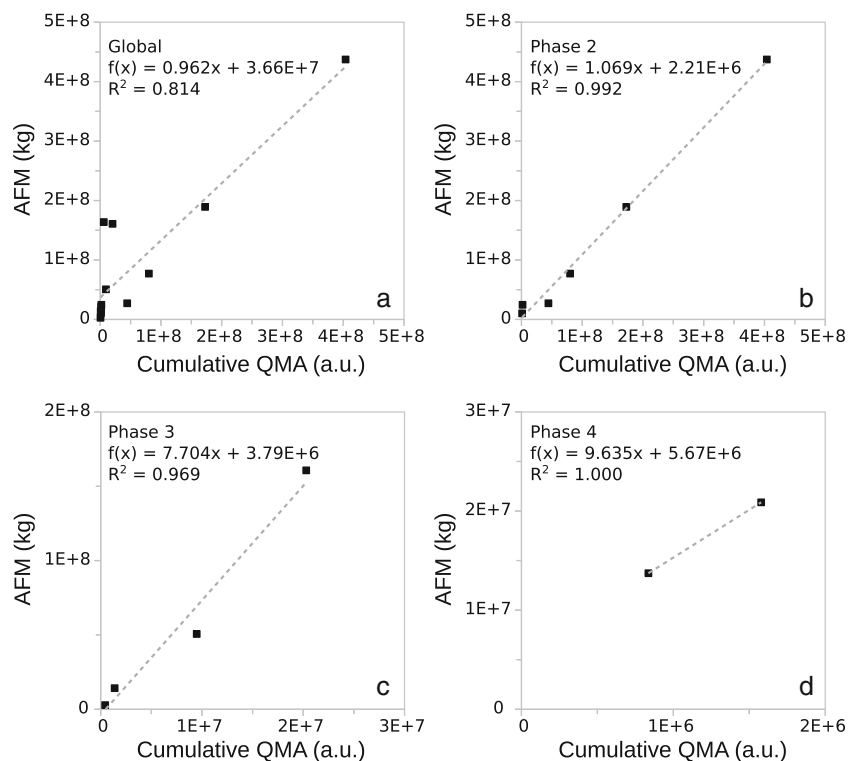 5E+8
4E+8
3E+8
2E+8
1E+8
0
AFM (kg)
Global
f(x) = 0.962x + 3.66E+7
R² = 0.814
a
0 1E+8 2E+8 3E+8 4E+8 5E+8
Cumulative QMA (a.u.)
5E+8
4E+8
3E+8
2E+8
1E+8
0
AFM (kg)
Phase 2
f(x) = 1.069x + 2.21E+6
R² = 0.992
b
0 1E+8 2E+8 3E+8 4E+8 5E+8
Cumulative QMA (a.u.)
2E+8
1E+8
0
AFM (kg)
Phase 3
f(x) = 7.704x + 3.79E+6
R² = 0.969
c
0 1E+7 2E+7 3E+7
Cumulative QMA (a.u.)
3E+7
2E+7
1E+7
0
AFM (kg)
Phase 4
f(x) = 9.635x + 5.67E+6
R² = 1.000
d
0 1E+6 2E+6
Cumulative QMA (a.u.)